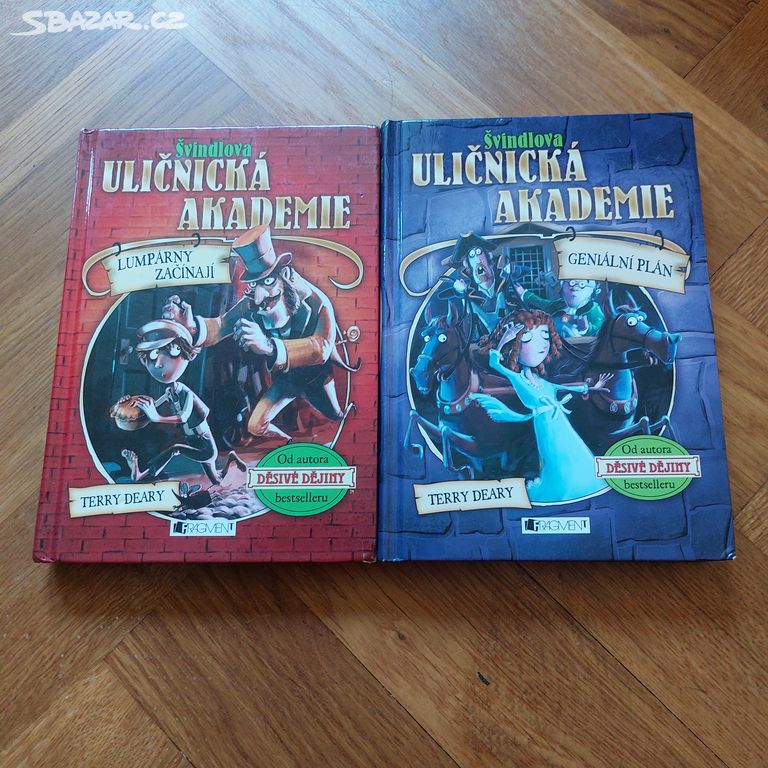 SBAZAR.CZ
Švindlova
ULIČNICKÁ
AKADEMIE
LUMPÁRNY
ZAČÍNAJÍ
Od autora
DĚSIVÉ DĚJINY
bestselleru
TERRY DEARY
FRAGMENT
Švindlova
ULIČNICKÁ
AKADEMIE
GENIÁLNÍ PLÁN
Od autora
DĚSIVÉ DĚJINY
bestselleru
TERRY DEARY
FRAGMENT